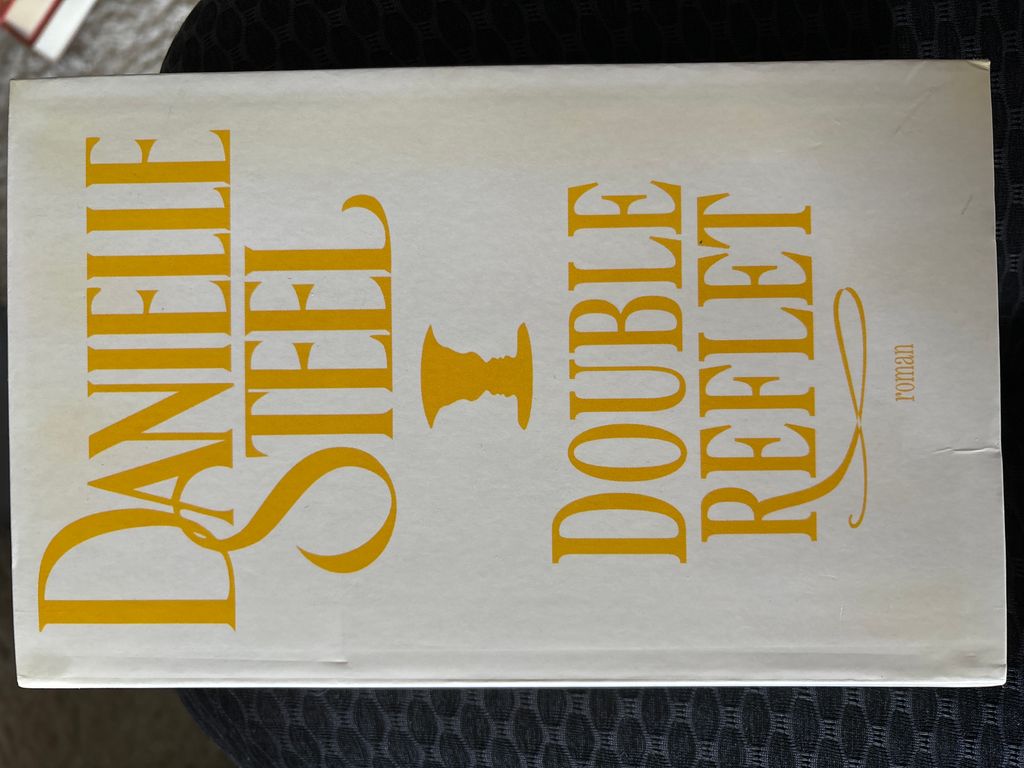 DANIELLE
STEEL
DOUBLE
REFLET
roman